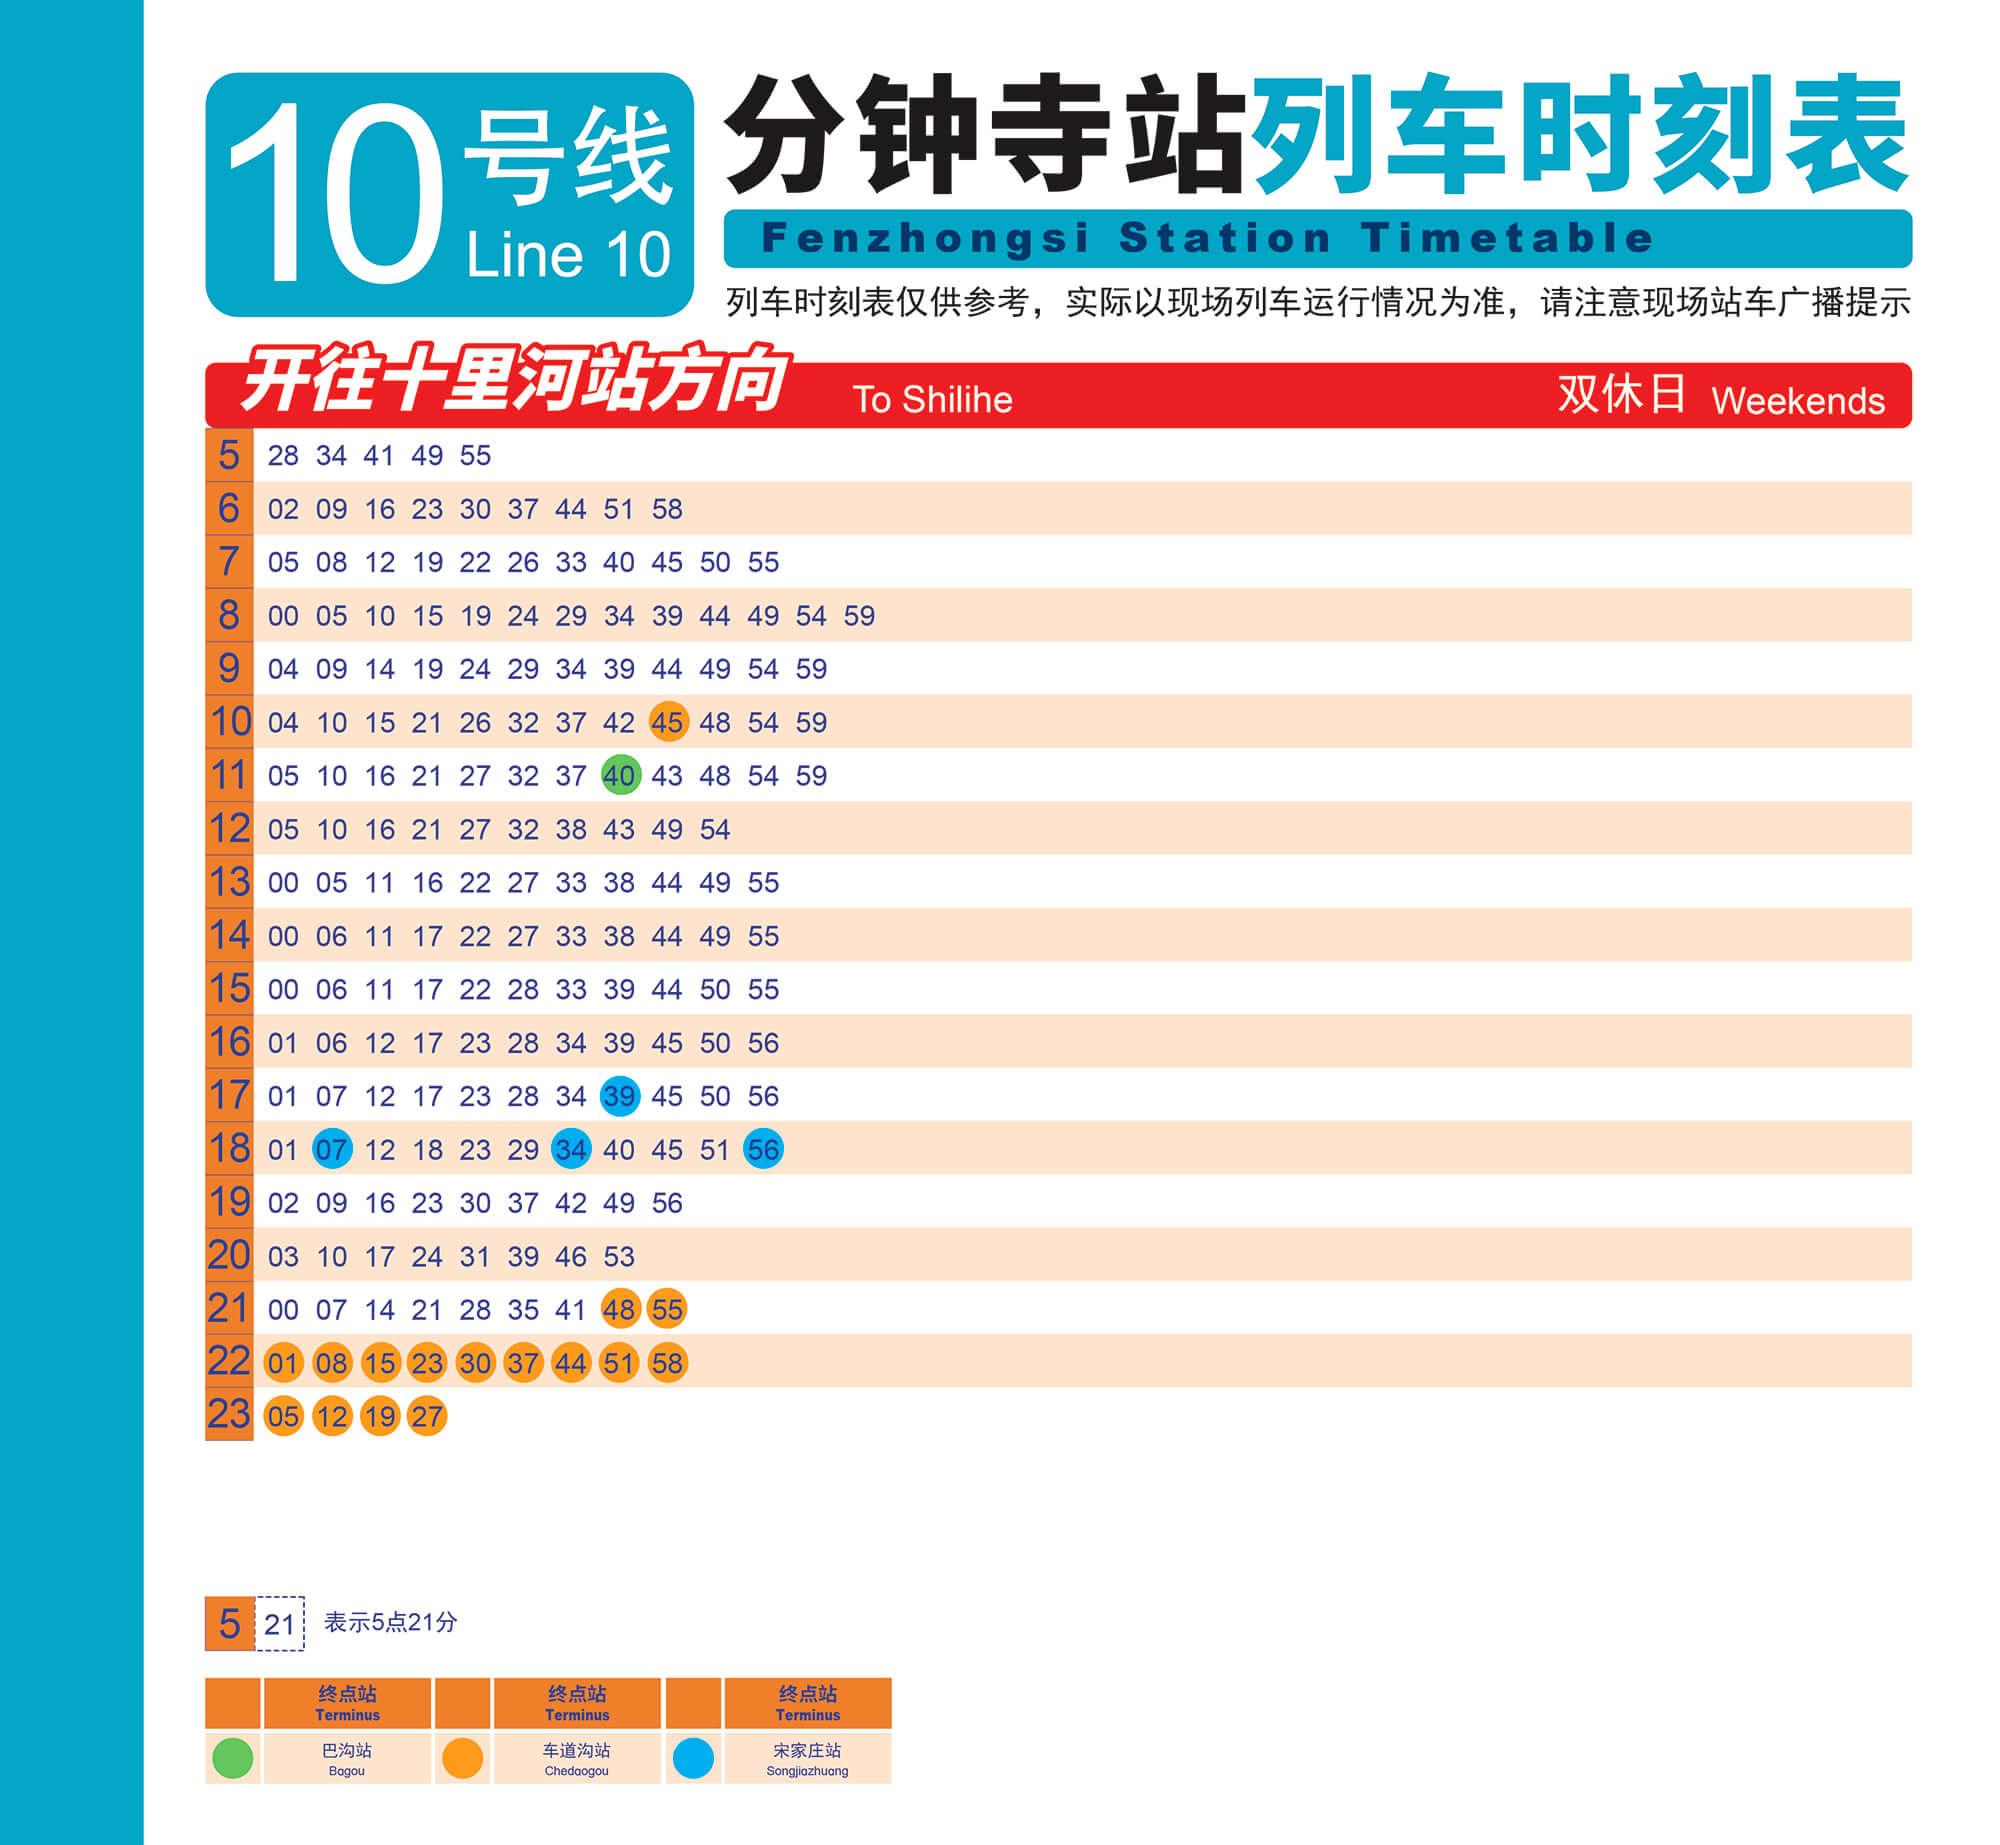 10号线
Line 10
分钟寺站列车时刻表
Fenzhongsi Station Timetable
列车时刻表仅供参考，实际以现场列车运行情况为准，请注意现场站车广播提示
开往十里河站方向 To Shilihe 双休日 Weekends
5 28 34 41 49 55
6 02 09 16 23 30 37 44 51 58
7 05 08 12 19 22 26 33 40 45 50 55
8 00 05 10 15 19 24 29 34 39 44 49 54 59
9 04 09 14 19 24 29 34 39 44 49 54 59
10 04 10 15 21 26 32 37 42 45 48 54 59
11 05 10 16 21 27 32 37 40 43 48 54 59
12 05 10 16 21 27 32 38 43 49 54
13 00 05 11 16 22 27 33 38 44 49 55
14 00 06 11 17 22 27 33 38 44 49 55
15 00 06 11 17 22 28 33 39 44 50 55
16 01 06 12 17 23 28 34 39 45 50 56
17 01 07 12 17 23 28 34 39 45 50 56
18 01 07 12 18 23 29 34 40 45 51 56
19 02 09 16 23 30 37 42 49 56
20 03 10 17 24 31 39 46 53
21 00 07 14 21 28 35 41 48 55
22 01 08 15 23 30 37 44 51 58
23 05 12 19 27
5 21 表示5点21分
终点站 终点站 终点站
Terminus Terminus Terminus
巴沟站 车道沟站 宋家庄站
Bagou Chedaogou Songjiazhuang